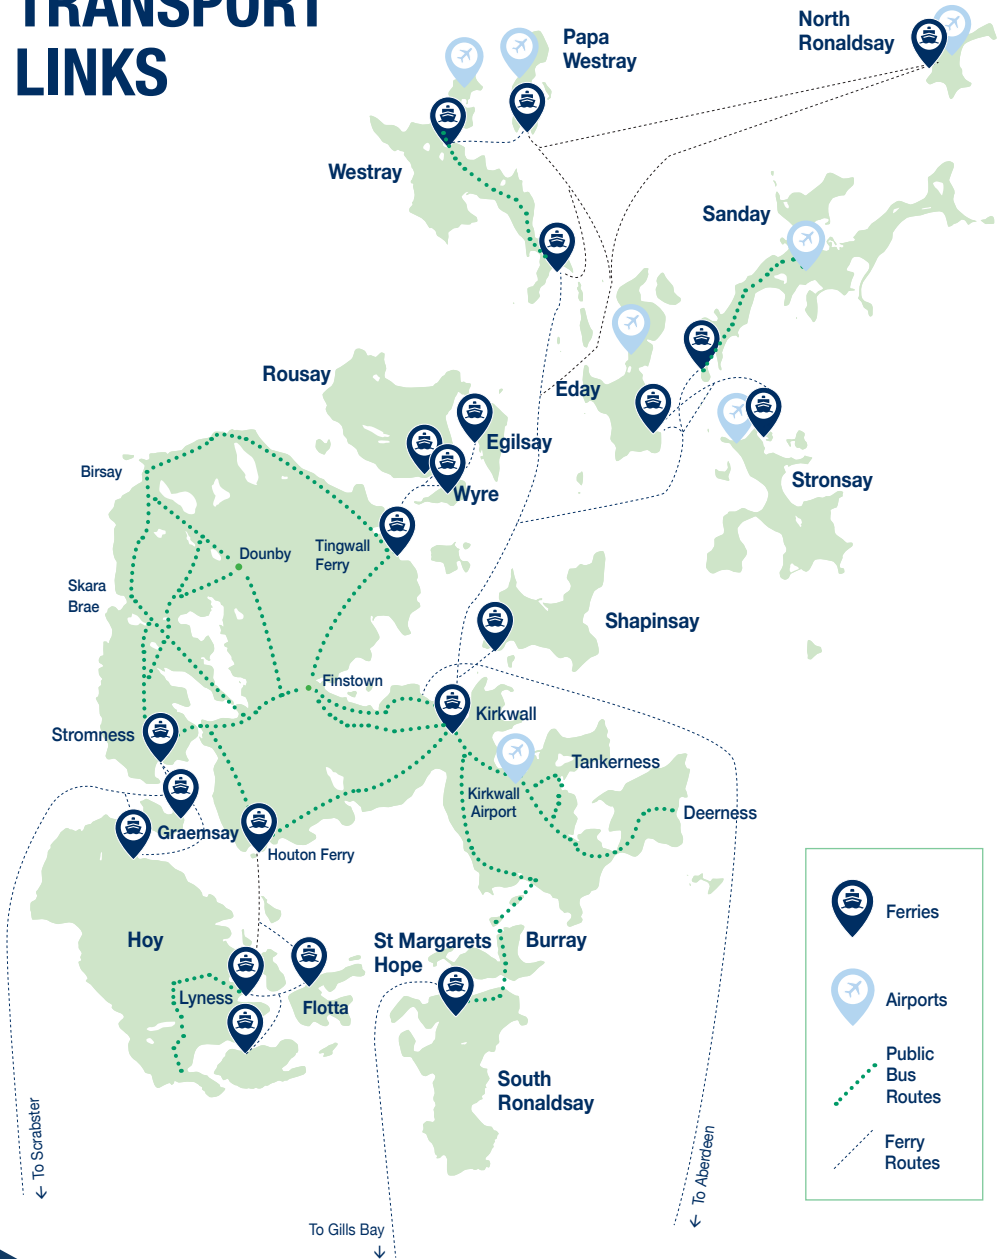 TRANSPORT
LINKS
Papa
Westray
North
Ronaldsay
Westray
Sanday
Rousay
Eday
Egilsay
Wyre
Stronsay
Birsay
Dounby
Tingwall
Ferry
Skara
Brae
Shapinsay
Finstown
Kirkwall
Stromness
Tankerness
Kirkwall
Airport
Deerness
Graemsay
Houton Ferry
Hoy
St Margarets
Hope
Burray
Lyness
Flotta
South
Ronaldsay
Ferries
Airports
Public
Bus
Routes
Ferry
Routes
← To Scrabster
To Gills Bay
↓
← To Aberdeen